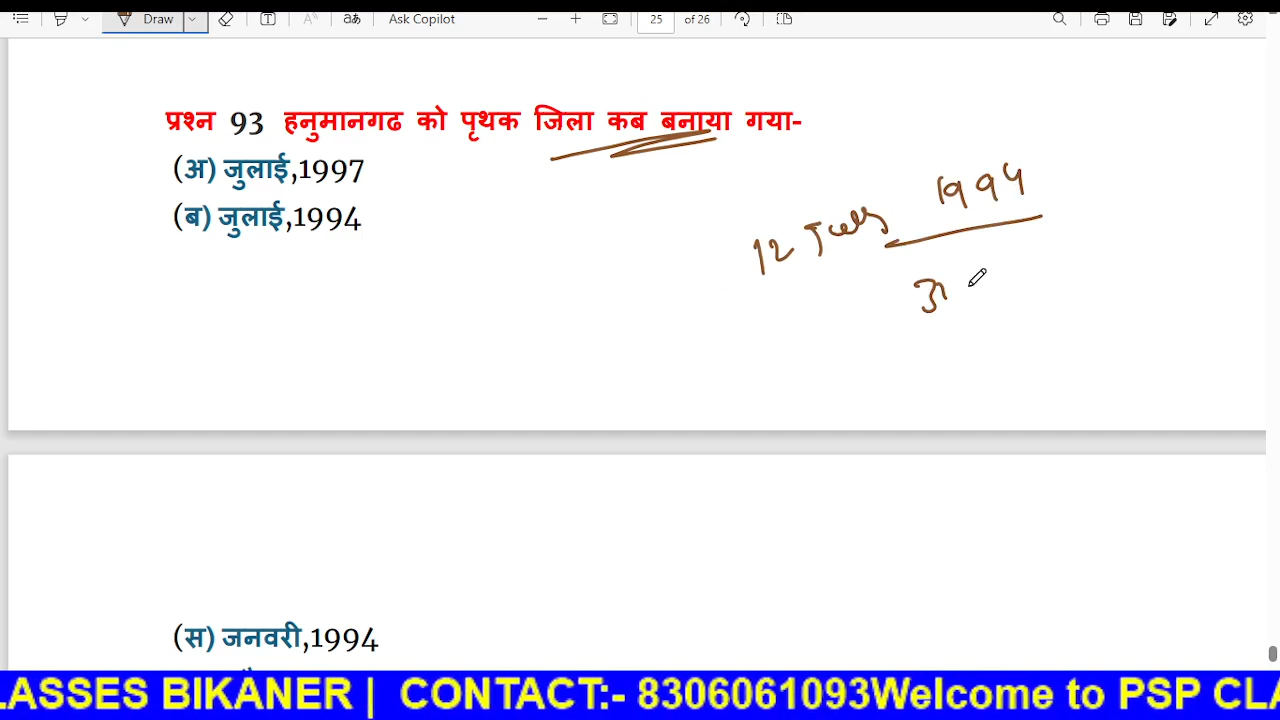 Draw
Ask Copilot
25 of 26
प्रश्न 93 हनुमानगढ को पृथक जिला कब बनाया गया-
(अ) जुलाई,1997
(ब) जुलाई,1994
1994
12 July
31
(स) जनवरी,1994
LASSES BIKANER | CONTACT:- 8306061093Welcome to PSP CLA